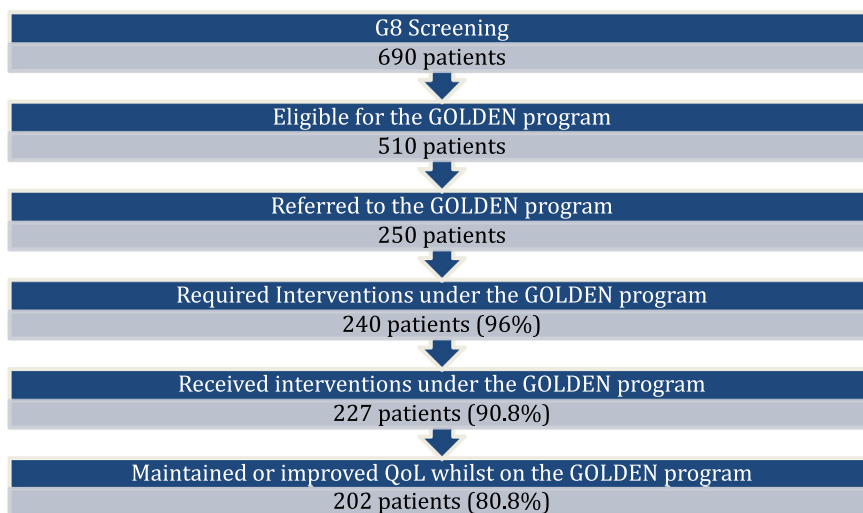 G8 Screening
690 patients
Eligible for the GOLDEN program
510 patients
Referred to the GOLDEN program
250 patients
Required Interventions under the GOLDEN program
240 patients (96%)
Received interventions under the GOLDEN program
227 patients (90.8%)
Maintained or improved QoL whilst on the GOLDEN program
202 patients (80.8%)